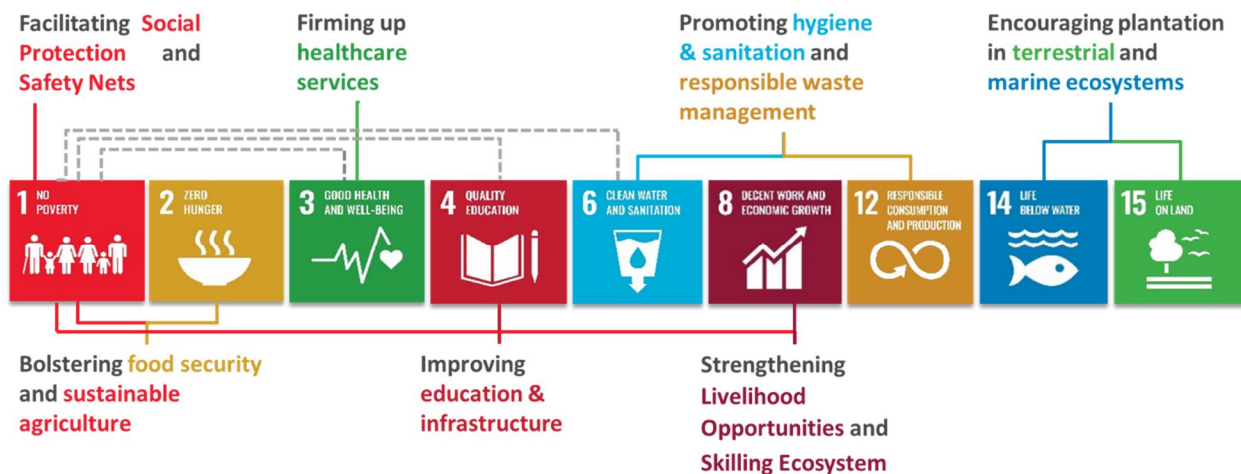 Facilitating Social
Protection and
Safety Nets
Firming up
healthcare
services
Promoting hygiene
& sanitation and
responsible waste
management
Encouraging plantation
in terrestrial and
marine ecosystems
1 NO
POVERTY
2 ZERO
HUNGER
3 GOOD HEALTH
AND WELL-BEING
4 QUALITY
EDUCATION
6 CLEAN WATER
AND SANITATION
8 DECENT WORK AND
ECONOMIC GROWTH
12 RESPONSIBLE
CONSUMPTION
AND PRODUCTION
14 LIFE
BELOW WATER
15 LIFE
ON LAND
Bolstering food security
and sustainable
agriculture
Improving
education &
infrastructure
Strengthening
Livelihood
Opportunities and
Skilling Ecosystem